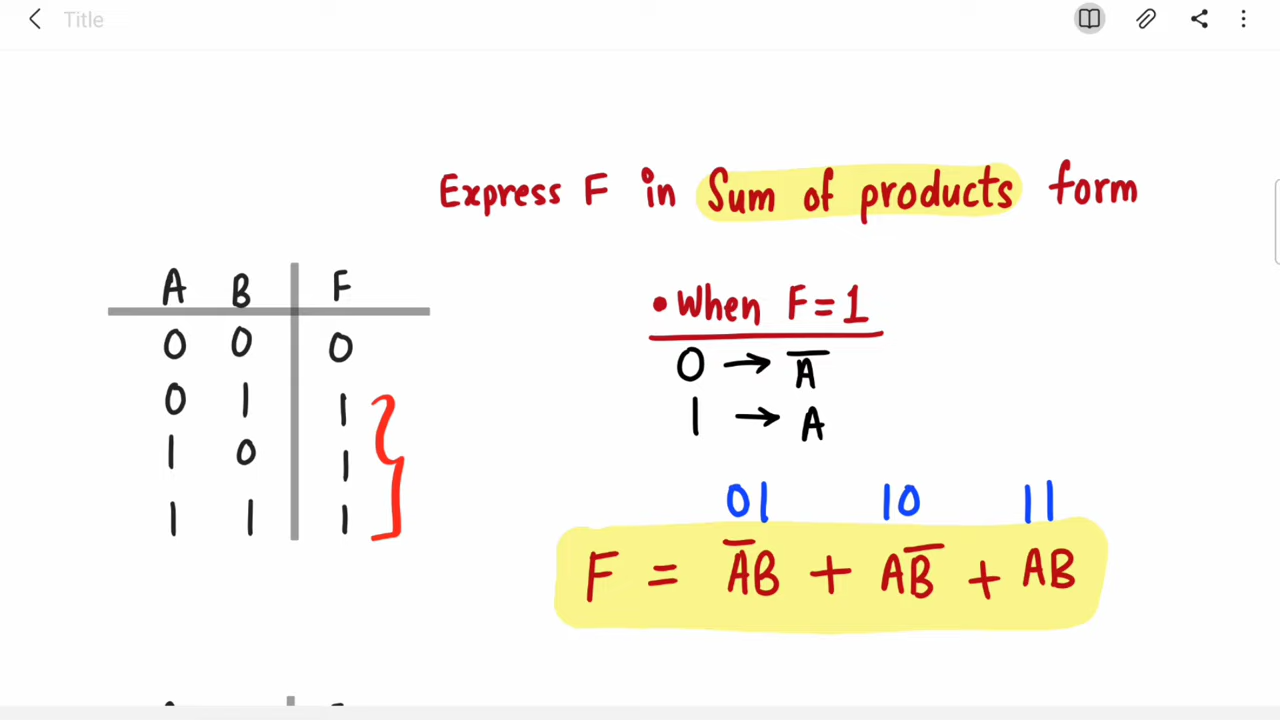 Title
Express F in Sum of products form
A B F
0 0 0
0 1 1
1 0 1
1 1 1
• When F=1
0 → A̅
1 → A
01 10 11
F = A̅B + AB̅ + AB